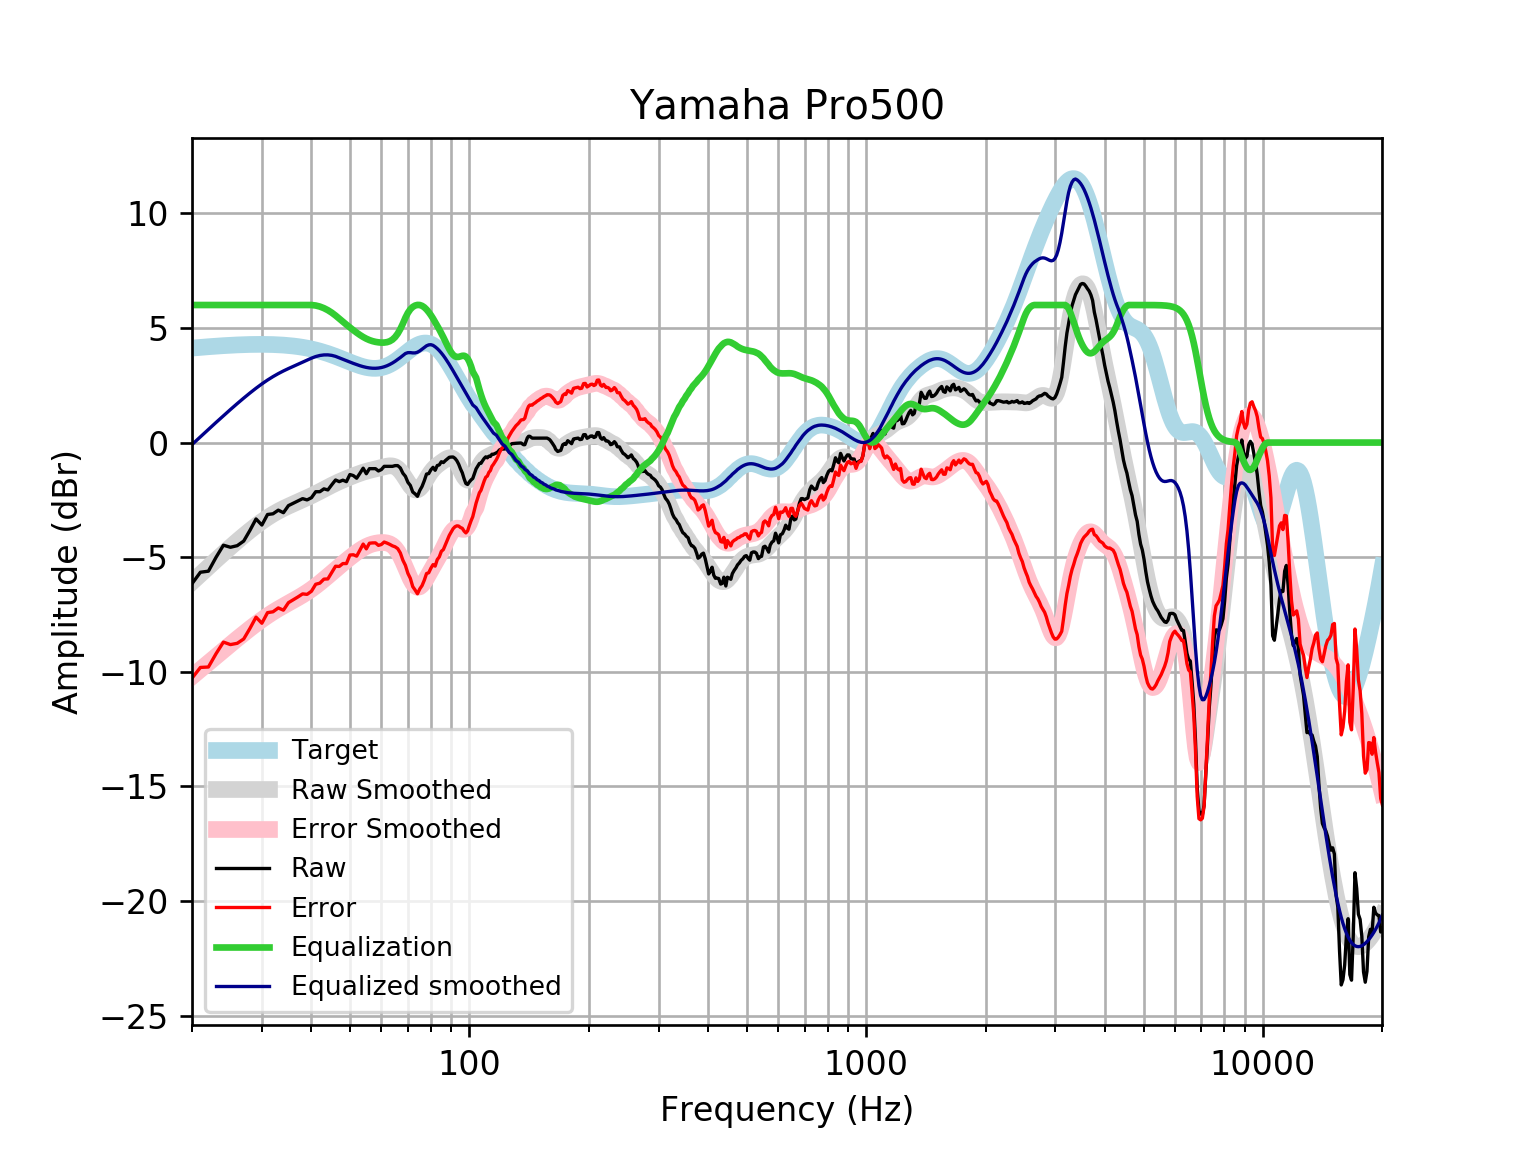 Yamaha Pro500
Amplitude (dBr)
10
5
0
−5
−10
−15
−20
−25
Target
Raw Smoothed
Error Smoothed
Raw
Error
Equalization
Equalized smoothed
100
1000
10000
Frequency (Hz)